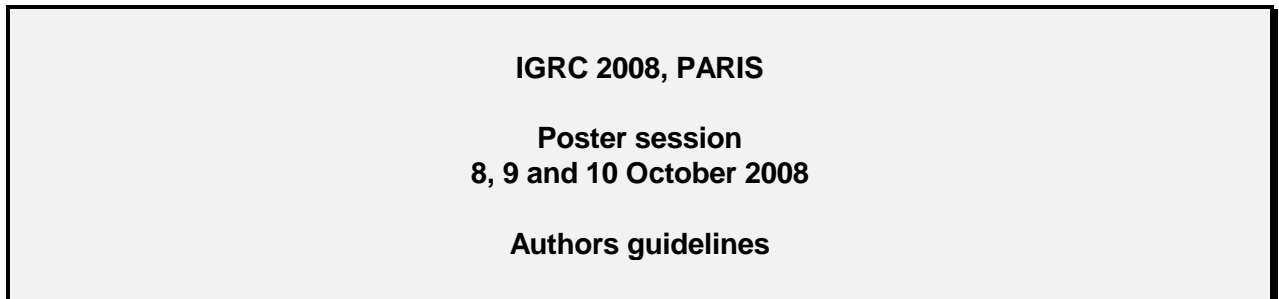 IGRC 2008, PARIS
Poster session
8, 9 and 10 October 2008
Authors guidelines